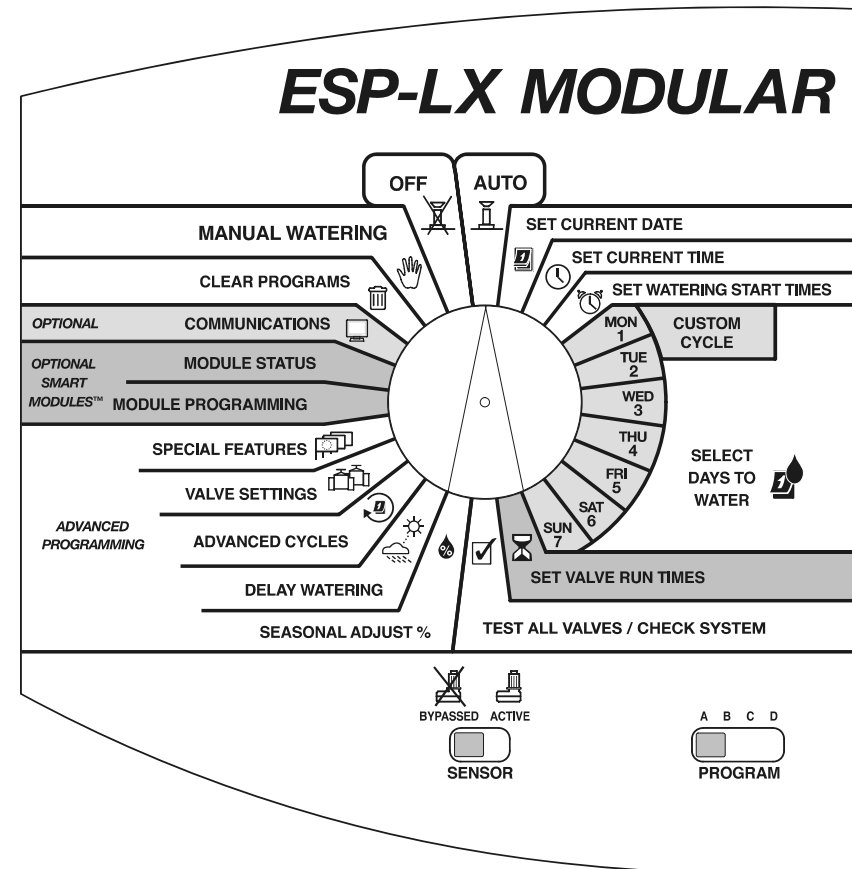 ESP-LX MODULAR
OFF
AUTO
MANUAL WATERING
CLEAR PROGRAMS
OPTIONAL
COMMUNICATIONS
OPTIONAL
SMART
MODULES™
MODULE STATUS
MODULE PROGRAMMING
SPECIAL FEATURES
VALVE SETTINGS
ADVANCED
PROGRAMMING
ADVANCED CYCLES
DELAY WATERING
SEASONAL ADJUST %
SET CURRENT DATE
1
SET CURRENT TIME
SET WATERING START TIMES
CUSTOM
CYCLE
MON
1
TUE
2
WED
3
THU
4
FRI
5
SAT
6
SUN
7
SELECT
DAYS TO
WATER
1
SET VALVE RUN TIMES
TEST ALL VALVES / CHECK SYSTEM
%
BYPASSED ACTIVE
SENSOR
A B C D
PROGRAM